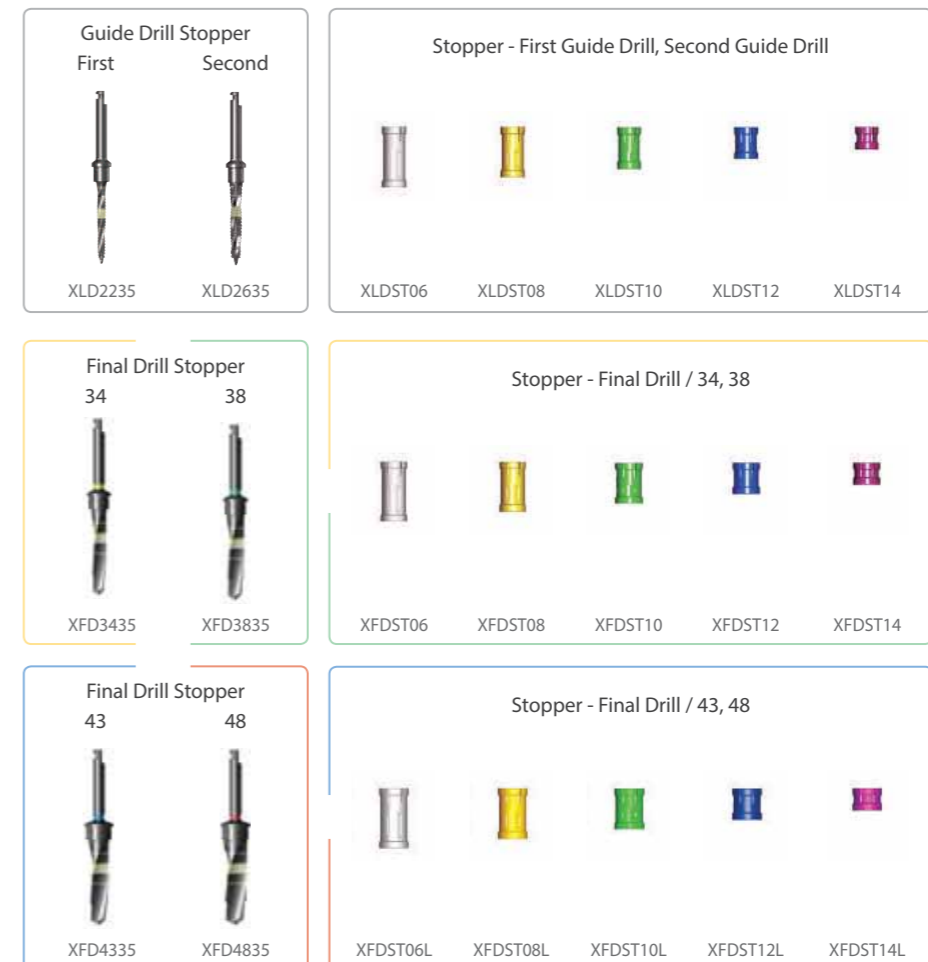 Guide Drill Stopper
First Second
XLD2235 XLD2635
Stopper - First Guide Drill, Second Guide Drill
XLDST06 XLDST08 XLDST10 XLDST12 XLDST14
Final Drill Stopper
34 38
XFD3435 XFD3835
Stopper - Final Drill / 34, 38
XFDST06 XFDST08 XFDST10 XFDST12 XFDST14
Final Drill Stopper
43 48
XFD4335 XFD4835
Stopper - Final Drill / 43, 48
XFDST06L XFDST08L XFDST10L XFDST12L XFDST14L